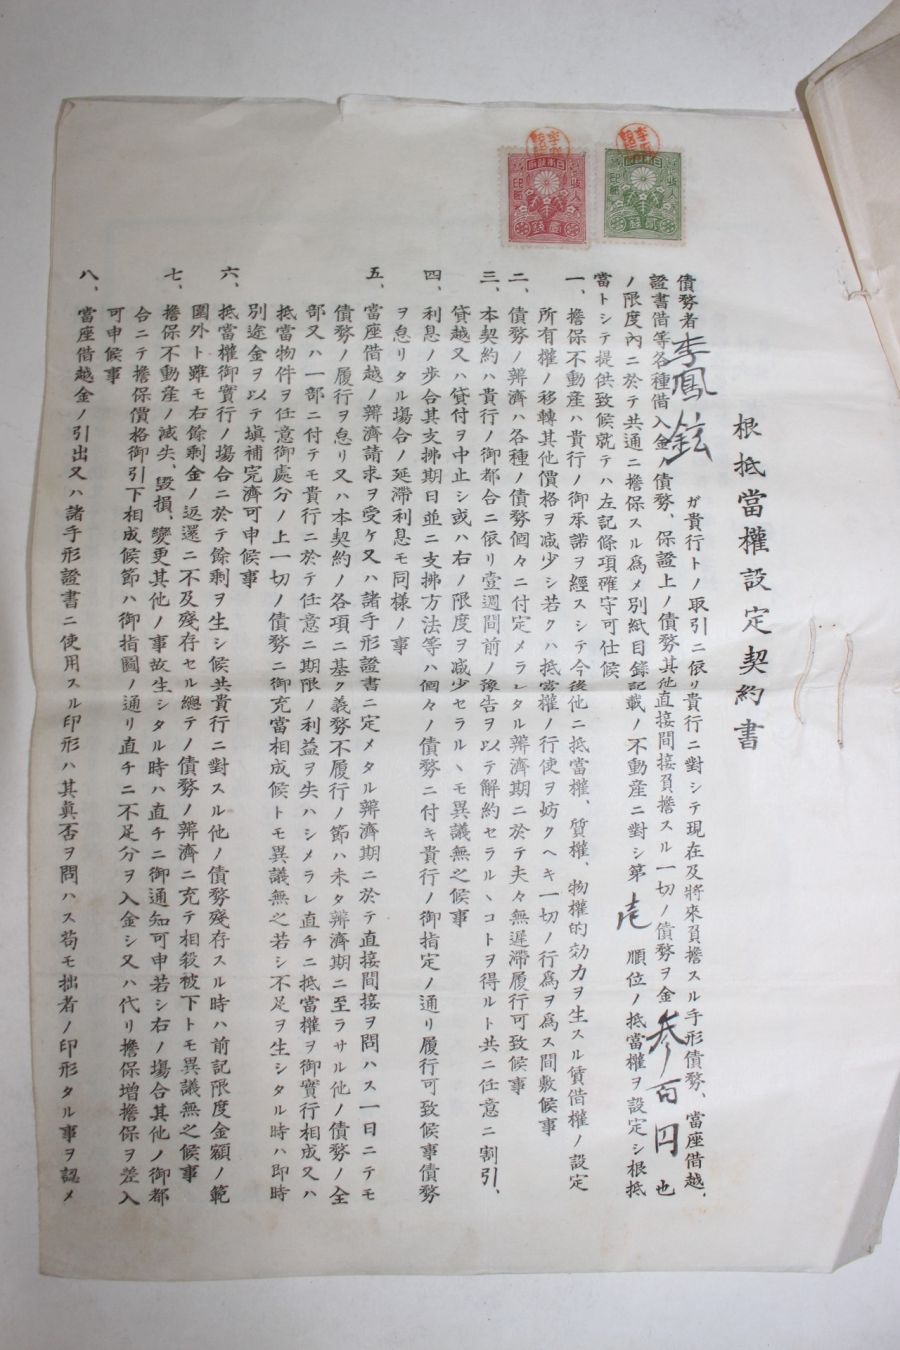 根抵當權設定契約書
債務者李鳳鉉ガ貴行トノ取引ニ依リ貴行ニ對シテ現在及將來負擔スル手形債務、當座借越、
證書借等各種借入金ノ債務、保證上ノ債務其他直接間接負擔スル一切ノ債務ヲ金参百円也
ノ限度內ニ於テ共通ニ擔保スル爲メ別紙目錄記載ノ不動産ニ對シ第壱順位ノ抵當權ヲ設定シ根抵
當トシテ提供致候就テハ左記條項確守可仕候
一、擔保不動産ハ貴行ノ御承諾ヲ經スシテ今後他ニ抵當權、質權、物權的効力ヲ生スル賃借權ノ設定
所有權ノ移轉其他價格ヲ減少シ若クハ抵當權ノ行使ヲ妨クヘキ一切ノ行爲ヲ爲ス間敷候事
二、債務ノ辨濟ハ各種ノ債務個々ニ付定メラレタル辨濟期ニ於テ夫々無遲滯履行可致候事
三、本契約ハ貴行ノ御都合ニ依リ壹週間前ノ豫告ヲ以テ解約セラルヽコトヲ得ルト共ニ任意ニ割引、
貸越又ハ貸付ヲ中止シ或ハ右ノ限度ヲ減少セラルヽモ異議無之候事
四、利息ノ步合其支拂期日並ニ支拂方法等ハ個々ノ債務ニ付キ貴行ノ御指定ノ通リ履行可致候事債務
ヲ怠リタル塲合ノ延滯利息モ同樣ノ事
五、當座借越ノ辨濟請求ヲ受ケ又ハ諸手形證書ニ定メタル辨濟期ニ於テ直接間接ヲ問ハス一日ニテモ
債務ノ履行ヲ怠リ又ハ本契約ノ各項ニ基ク義務不履行ノ節ハ未タ辨濟期ニ至ラサル他ノ債務ノ全
部又ハ一部ニ付テモ貴行ニ於テ任意ニ期限ノ利益ヲ失ハシメラレ直チニ抵當權ヲ御實行相成又ハ
抵當物件ヲ任意御處分ノ上一切ノ債務ニ御充當相成候トモ異議無之若シ不足ヲ生シタル時ハ即時
別途金ヲ以テ塡補完濟可申候事
六、抵當權御實行ノ塲合ニ於テ餘剩ヲ生シ候共貴行ニ對スル他ノ債務殘存スル時ハ前記限度金額ノ範
圍外ト雖モ右餘剩金ノ返還ニ不及殘存セル總テノ債務ノ辨濟ニ充テ相殺被下トモ異議無之候事
七、擔保不動産ノ滅失、毀損、變更其他ノ事故生シタル時ハ直チニ御通知可申若シ右ノ塲合其他ノ御都
合ニテ擔保價格御引下相成候節ハ御指圖ノ通リ直チニ不足分ヲ入金シ又ハ代リ擔保增擔保ヲ差入
可申候事
八、當座借越金ノ引出又ハ諸手形證書ニ使用スル印形ハ其眞否ヲ問ハス苟モ拙者ノ印形タル事ヲ認メ